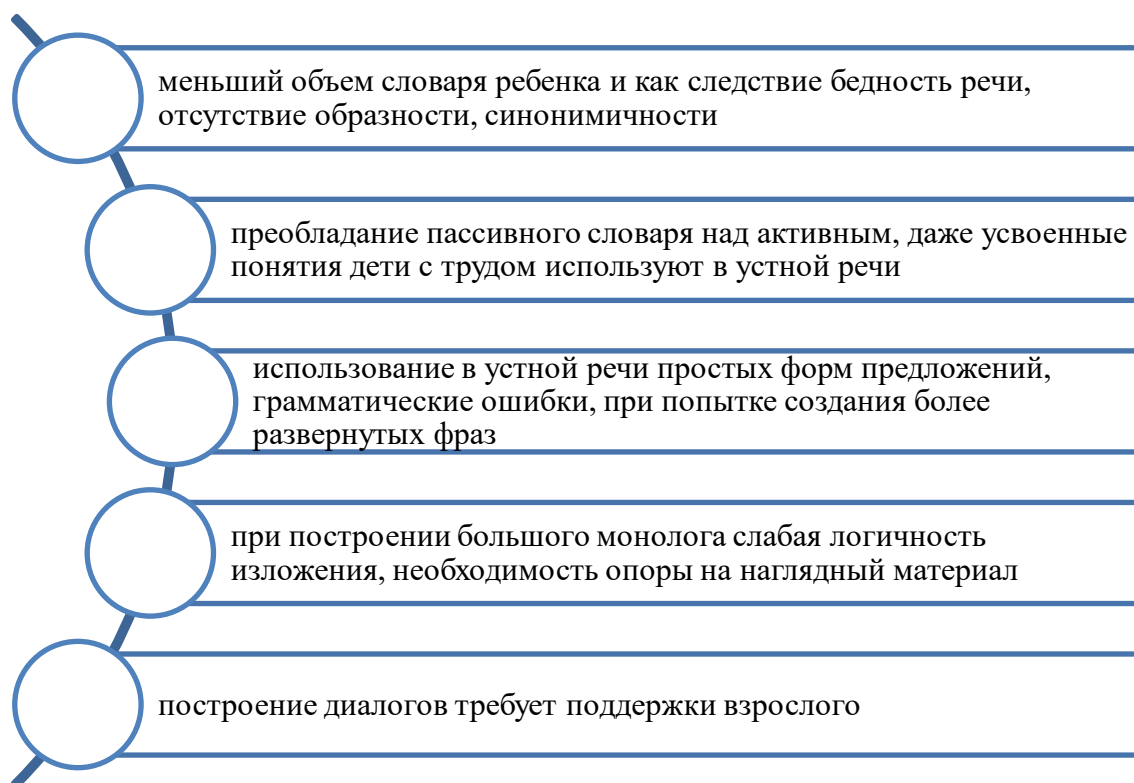 меньший объем словаря ребенка и как следствие бедность речи,
отсутствие образности, синонимичности
преобладание пассивного словаря над активным, даже усвоенные
понятия дети с трудом используют в устной речи
использование в устной речи простых форм предложений,
грамматические ошибки, при попытке создания более
развернутых фраз
при построении большого монолога слабая логичность
изложения, необходимость опоры на наглядный материал
построение диалогов требует поддержки взрослого